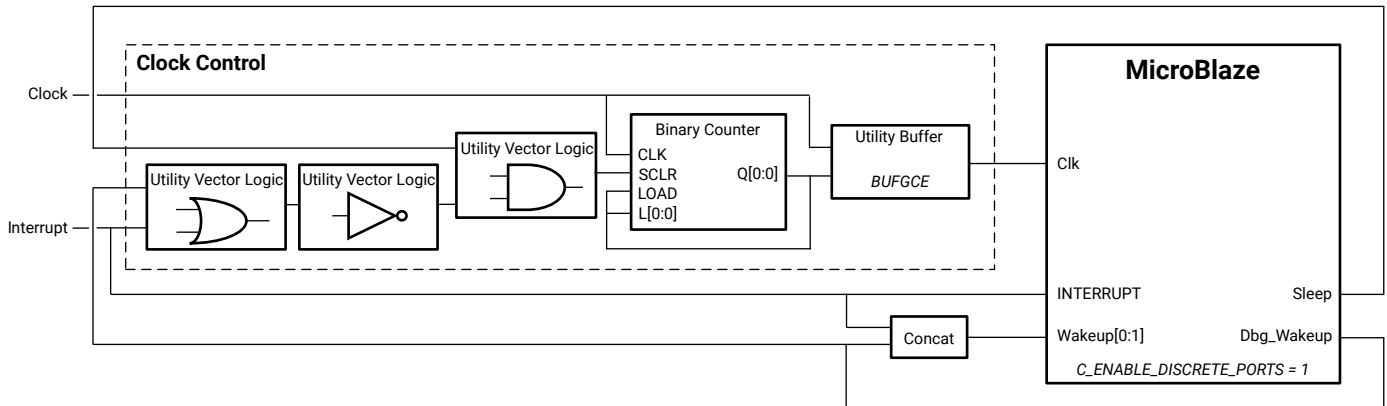 Clock Control
MicroBlaze
Clock
Binary Counter
Utility Buffer
Utility Vector Logic
CLK
Clk
Utility Vector Logic
Utility Vector Logic
SCLR
Q[0:0]
BUFGCE
LOAD
L[0:0]
Interrupt
INTERRUPT
Sleep
Concat
Wakeup[0:1]
Dbg_Wakeup
C_ENABLE_DISCRETE_PORTS = 1